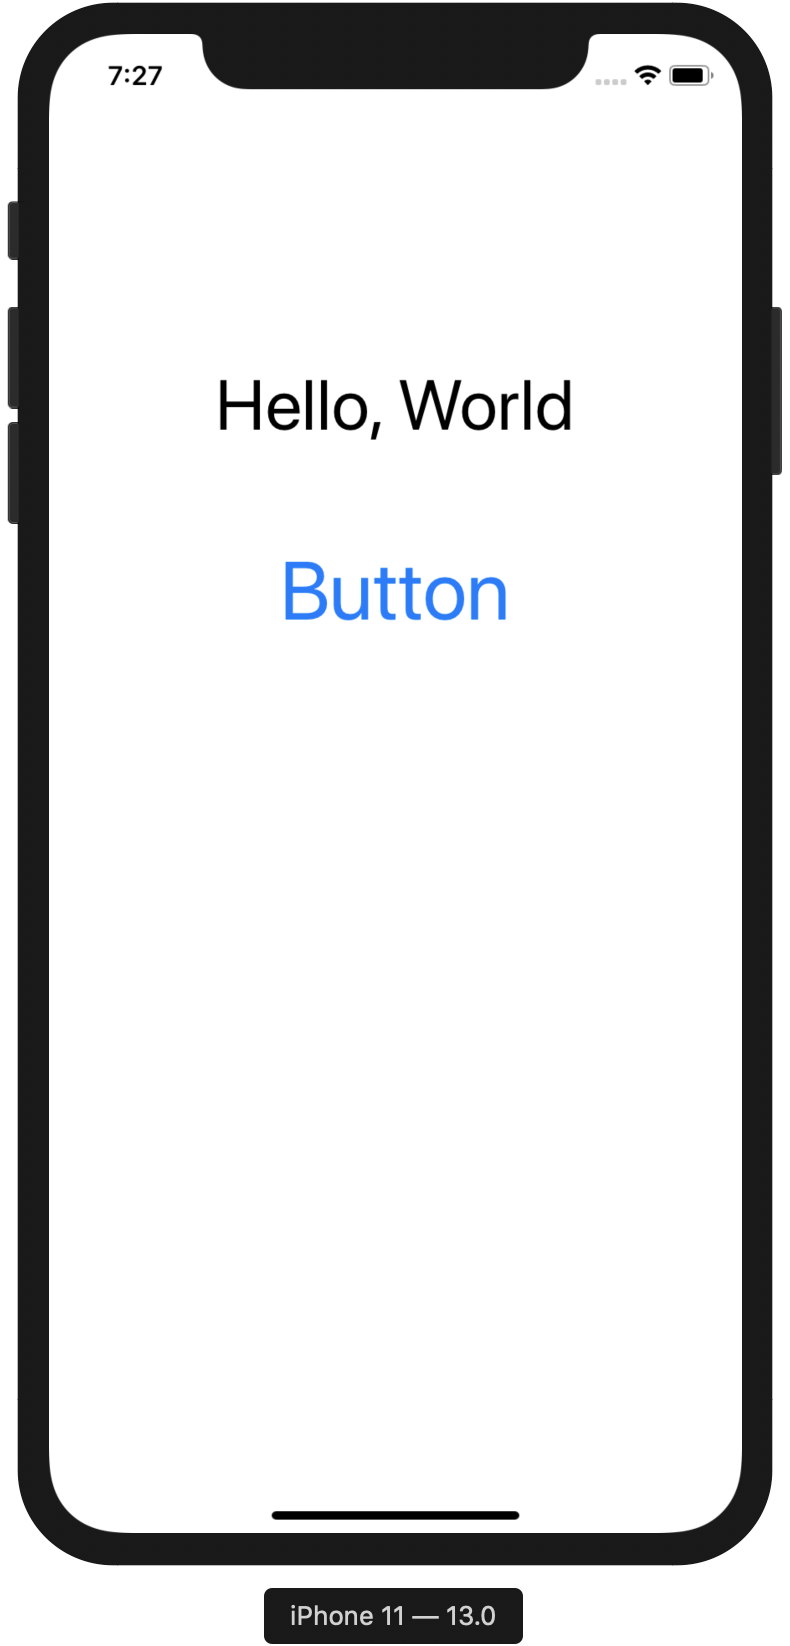 7:27
Hello, World
Button
iPhone 11 — 13.0